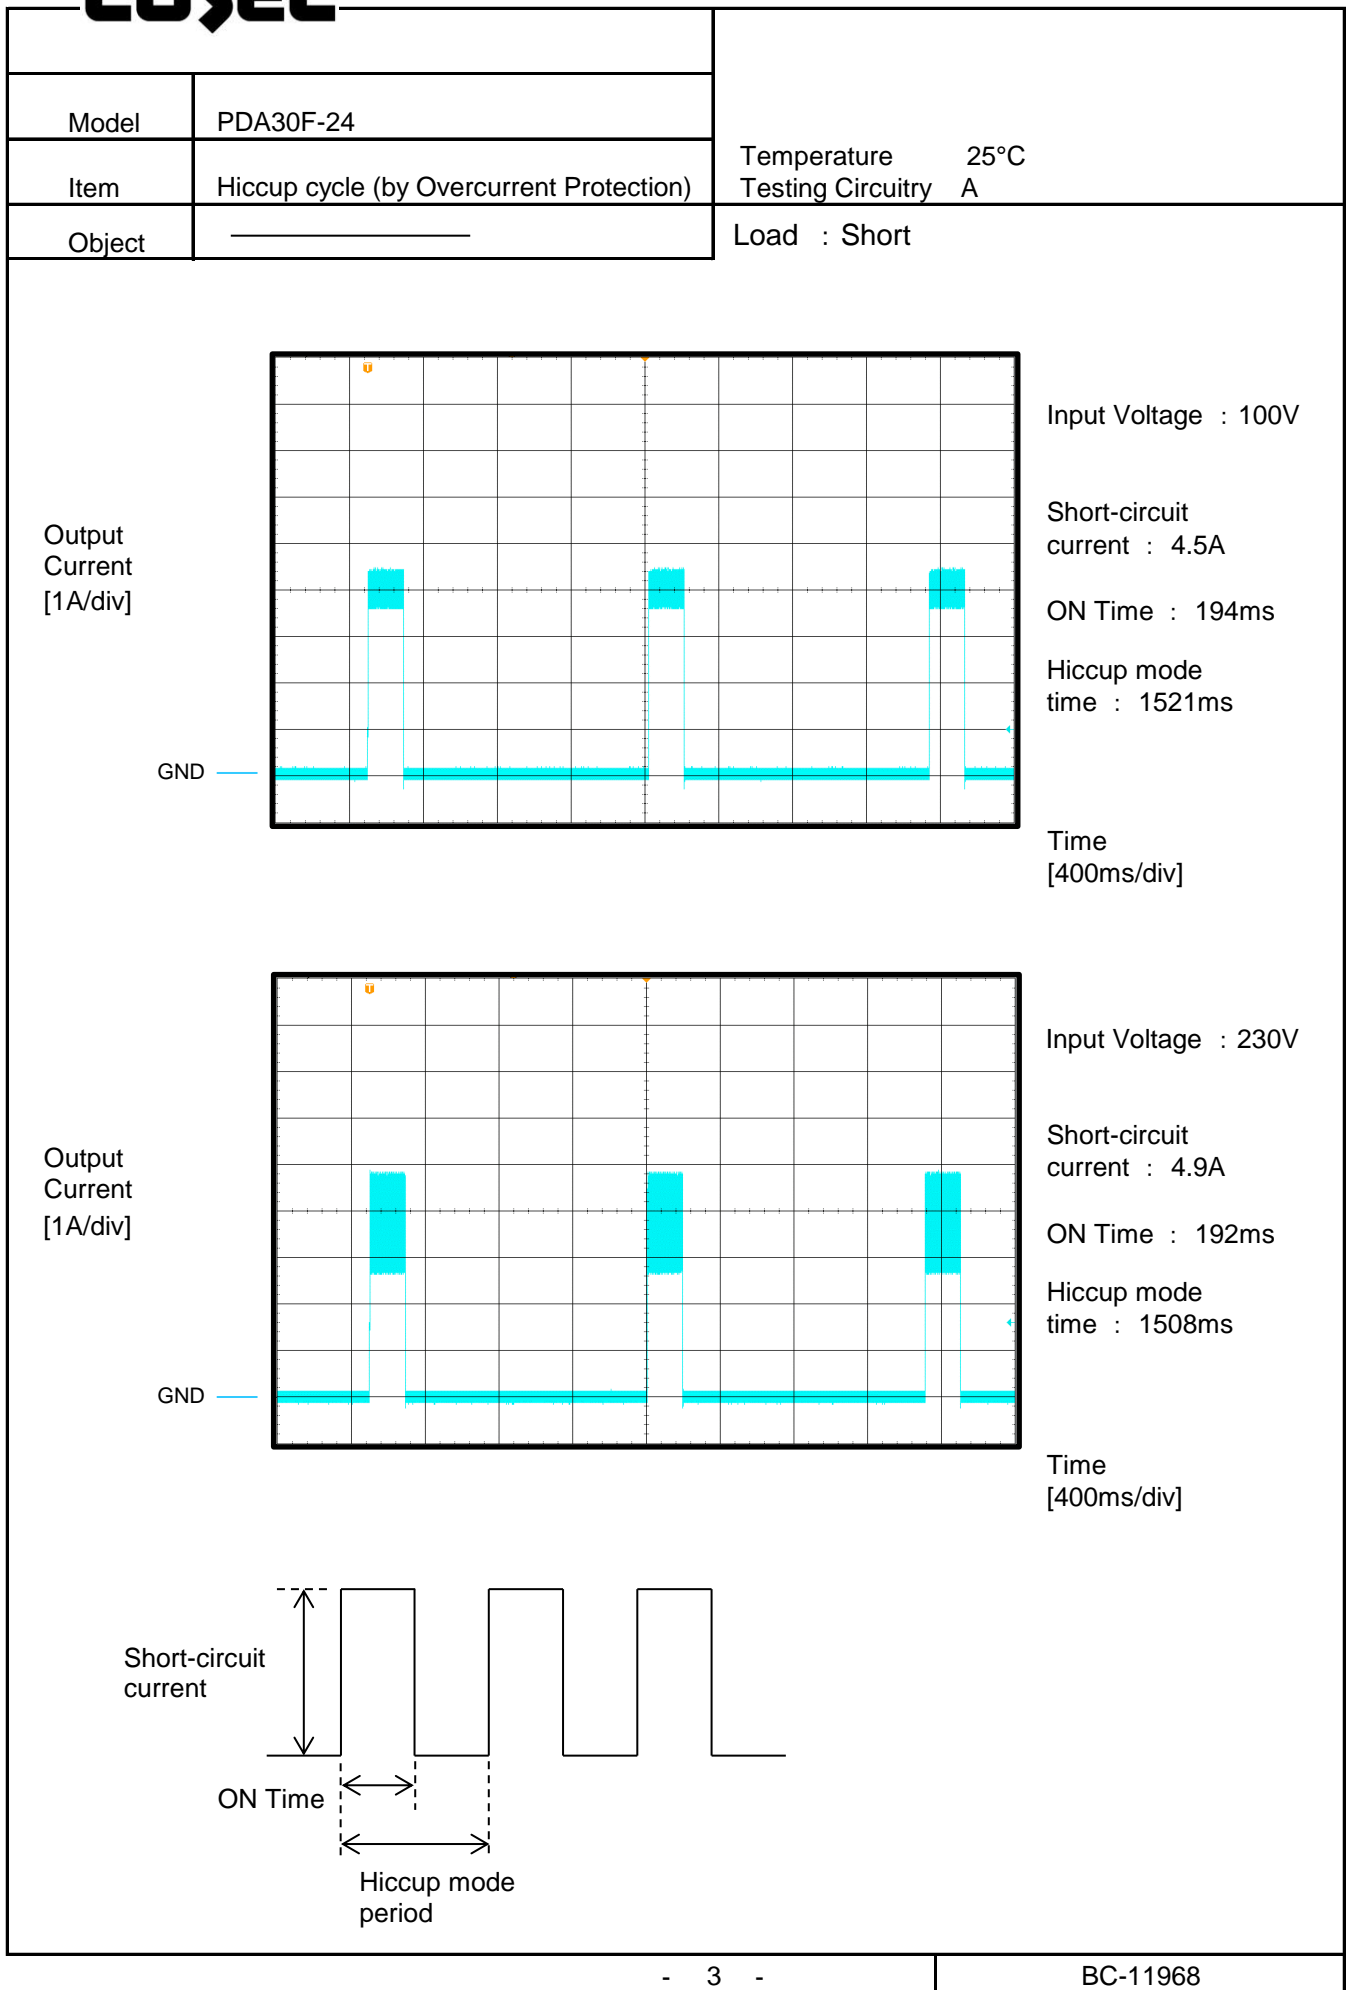 COSEL
Model PDA30F-24
Item Hiccup cycle (by Overcurrent Protection)
Temperature 25°C
Testing Circuitry A
Object
Load : Short
Output
Current
[1A/div]
GND
T
Input Voltage : 100V
Short-circuit
current : 4.5A
ON Time : 194ms
Hiccup mode
time : 1521ms
Time
[400ms/div]
Output
Current
[1A/div]
GND
T
Input Voltage : 230V
Short-circuit
current : 4.9A
ON Time : 192ms
Hiccup mode
time : 1508ms
Time
[400ms/div]
Short-circuit
current
ON Time
Hiccup mode
period
- 3 -
BC-11968